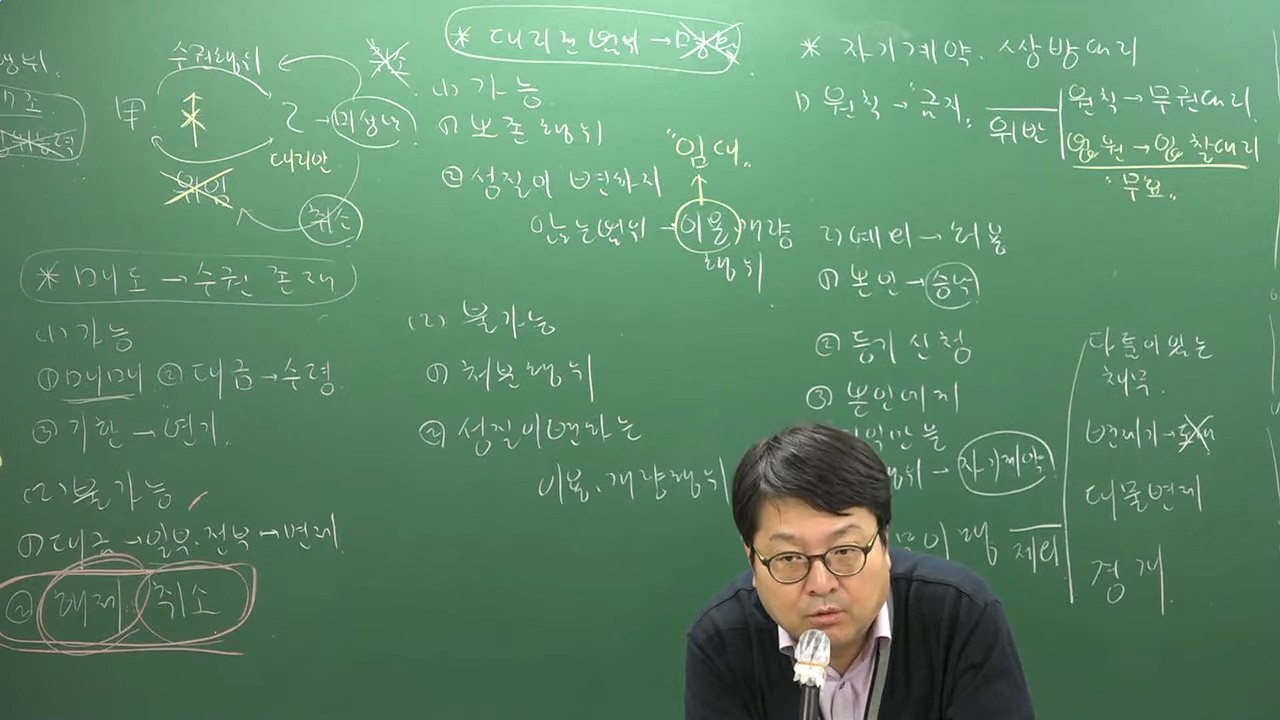 수권행위
취소
甲
乙 → 미성년
대리인
위임
취소
* 매도 → 수권 존재
(1) 가능
① 매매 ② 대금 → 수령
③ 기한 → 연기
(2) 불가능
① 대금 → 일부·전부 → 면제
② 해제·취소
* 대리권 범위 →
(1) 가능
① 보존행위
② 성질이 변하지
않는 범위 → 이용·개량
행위
"임대"
(2) 불가능
① 처분행위
② 성질이 변하는
이용·개량행위
* 자기계약·쌍방대리
1) 원칙 → 금지
위반
원칙 → 무권대리
"무효"
2) 예외 → 허용
① 본인 → 승낙
② 등기신청
③ 본인에게
→ 자기계약
제외
다툼이 있는
채무
변제기 →
대물변제
경개